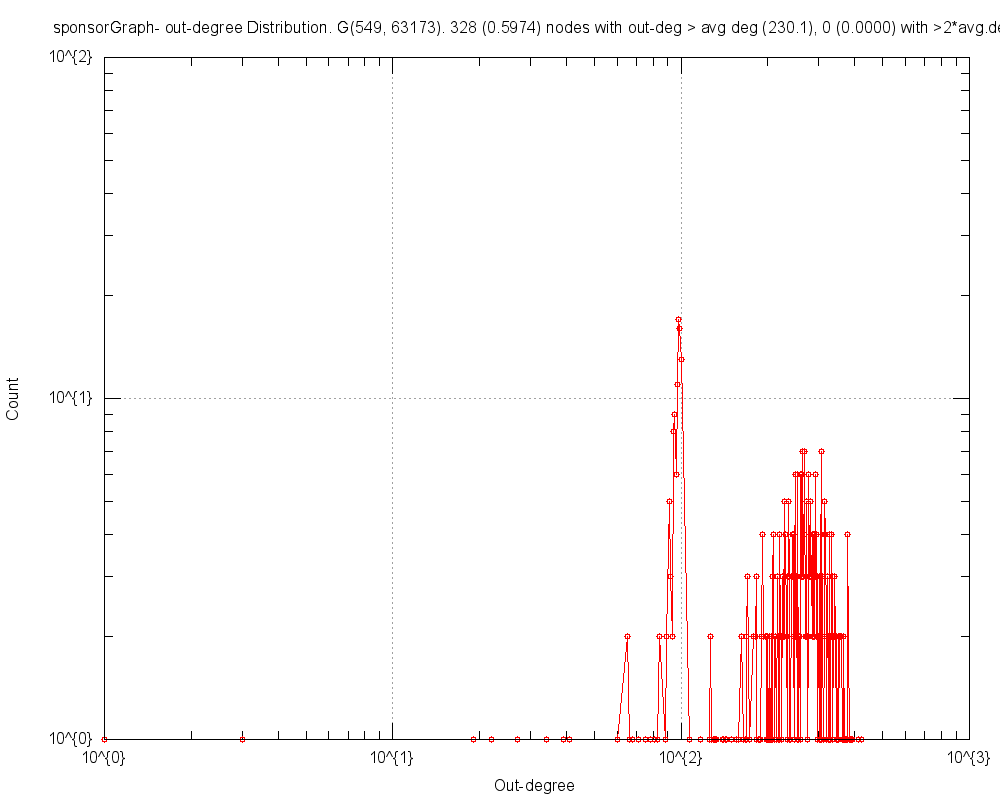 sponsorGraph- out-degree Distribution. G(549, 63173). 328 (0.5974) nodes with out-deg > avg deg (230.1), 0 (0.0000) with >2*avg.de
10^{2}
10^{1}
10^{0}
Count
10^{0}
10^{1}
10^{2}
10^{3}
Out-degree